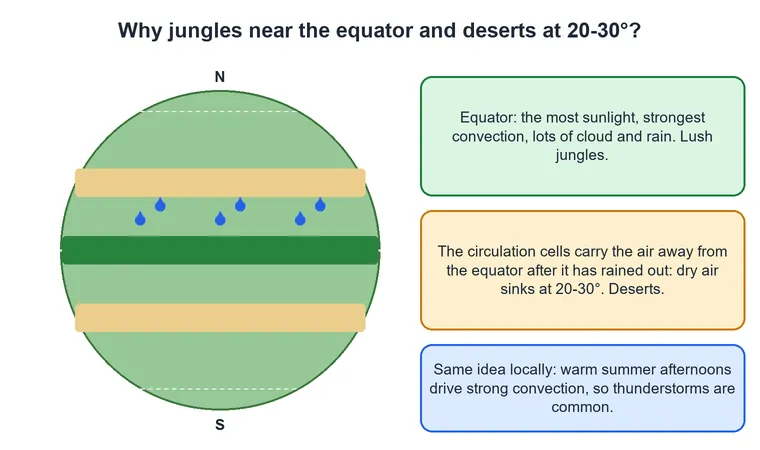 Why jungles near the equator and deserts at 20-30°?
N
S
Equator: the most sunlight, strongest
convection, lots of cloud and rain. Lush
jungles.
The circulation cells carry the air away from
the equator after it has rained out: dry air
sinks at 20-30°. Deserts.
Same idea locally: warm summer afternoons
drive strong convection, so thunderstorms are
common.